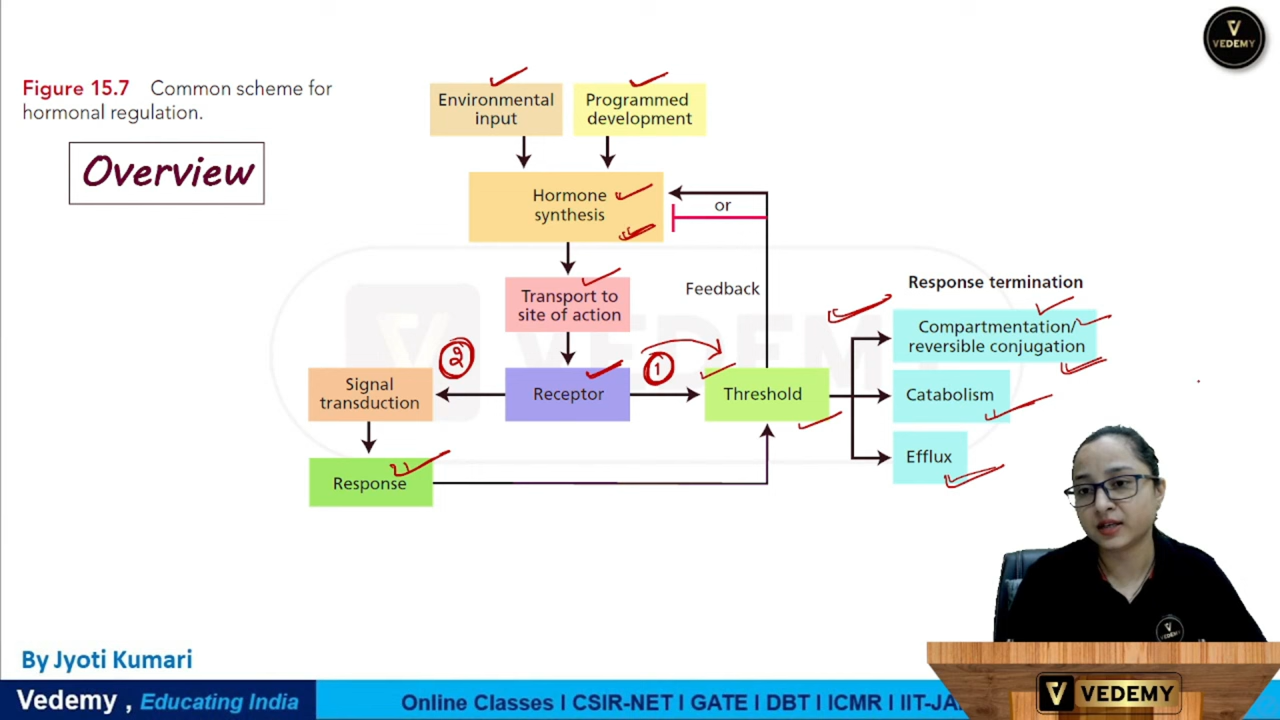 VEDEMY
Figure 15.7 Common scheme for
hormonal regulation.
Overview
Environmental
input
Programmed
development
Hormone
synthesis
or
Transport to
site of action
Feedback
Response termination
Compartmentation/
reversible conjugation
2
1
Signal
transduction
Receptor
Threshold
Catabolism
Efflux
Response
By Jyoti Kumari
VEDEMY
Vedemy , Educating India
Online Classes I CSIR-NET I GATE I DBT I ICMR I IIT-JA